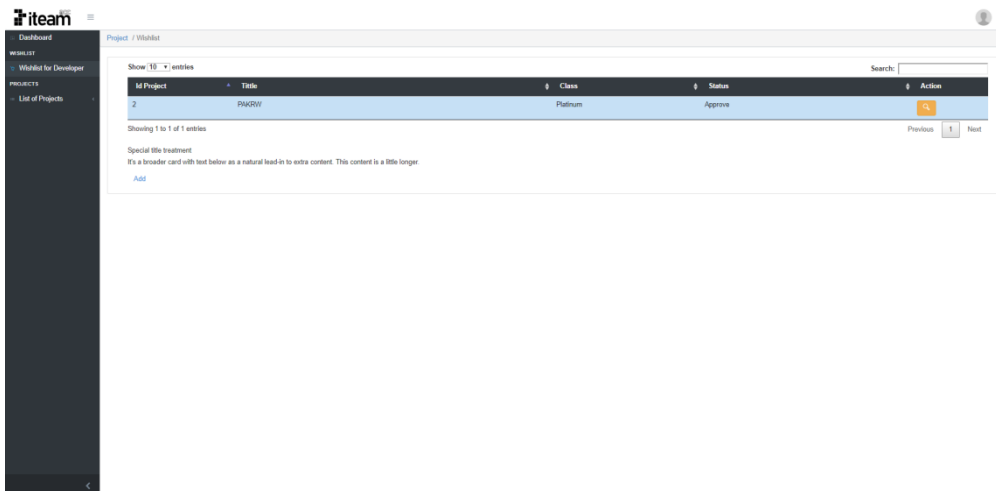 iteam
Dashboard
Project / Wishlist
WISHLIST
Wishlist for Developer
PROJECTS
List of Projects
Show 10 entries
Search:
Id Project Tittle Class Status Action
2 PAKRW Platinum Approve
Showing 1 to 1 of 1 entries
Previous 1 Next
Special title treatment
It's a broader card with text below as a natural lead-in to extra content. This content is a little longer.
Add